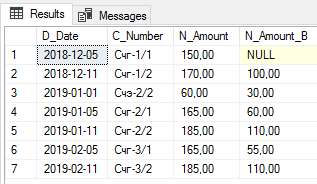 Results Messages
D_Date C_Number N_Amount N_Amount_B
1 2018-12-05 Счг-1/1 150,00 NULL
2 2018-12-11 Счг-1/2 170,00 100,00
3 2019-01-01 Счэ-2/2 60,00 30,00
4 2019-01-05 Счг-2/1 165,00 60,00
5 2019-01-11 Счг-2/2 185,00 110,00
6 2019-02-05 Счг-3/1 165,00 55,00
7 2019-02-11 Счг-3/2 185,00 110,00